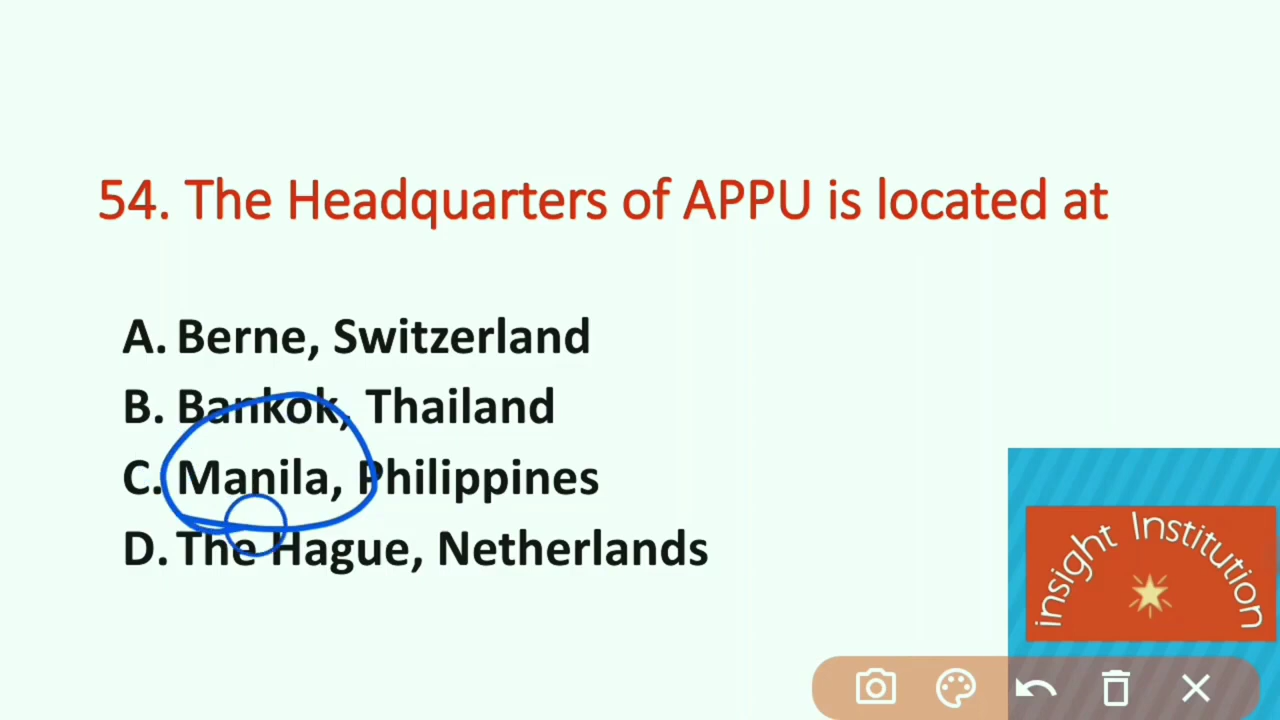 54. The Headquarters of APPU is located at
A. Berne, Switzerland
B. Bankok, Thailand
C. Manila, Philippines
D. The Hague, Netherlands
insight Institution